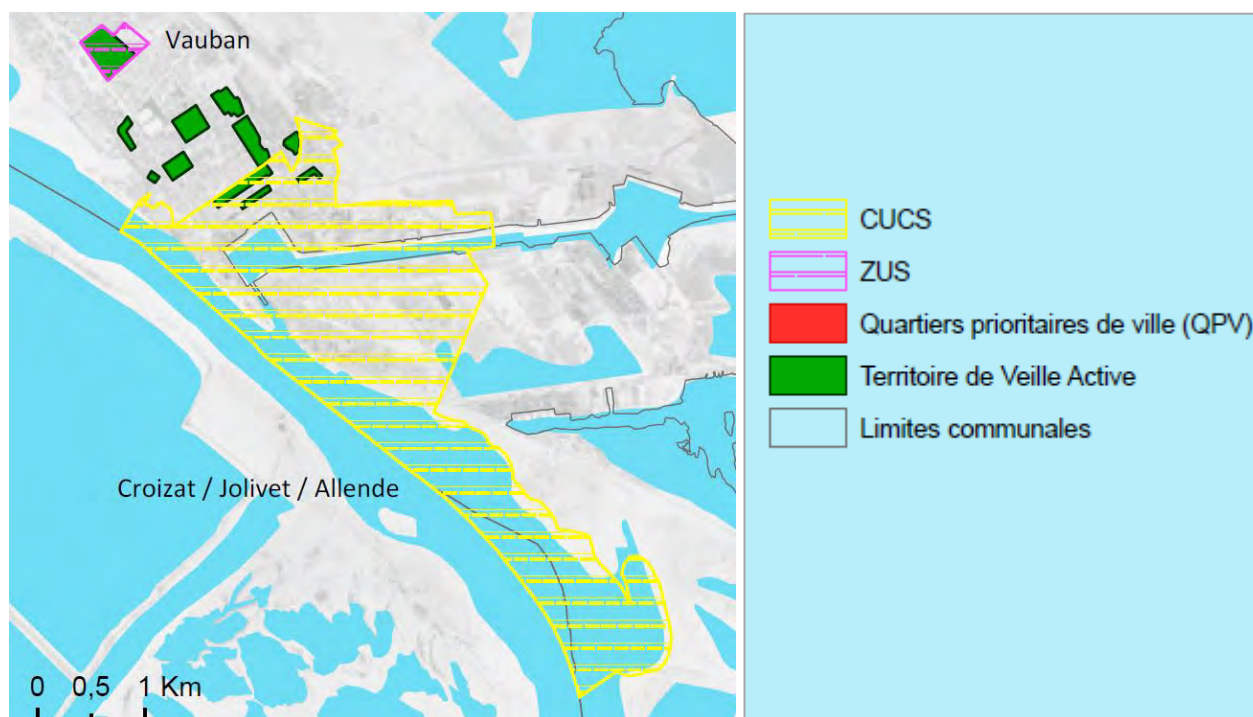 Vauban
Croizat / Jolivet / Allende
0 0,5 1 Km
CUCS
ZUS
Quartiers prioritaires de ville (QPV)
Territoire de Veille Active
Limites communales